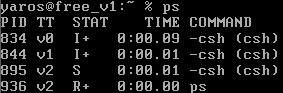 yaros@free_v1:~ % ps
PID TT  STAT    TIME COMMAND
834 v0  I+   0:00.09 -csh (csh)
844 v1  I+   0:00.01 -csh (csh)
895 v2  S    0:00.01 -csh (csh)
936 v2  R+   0:00.00 ps